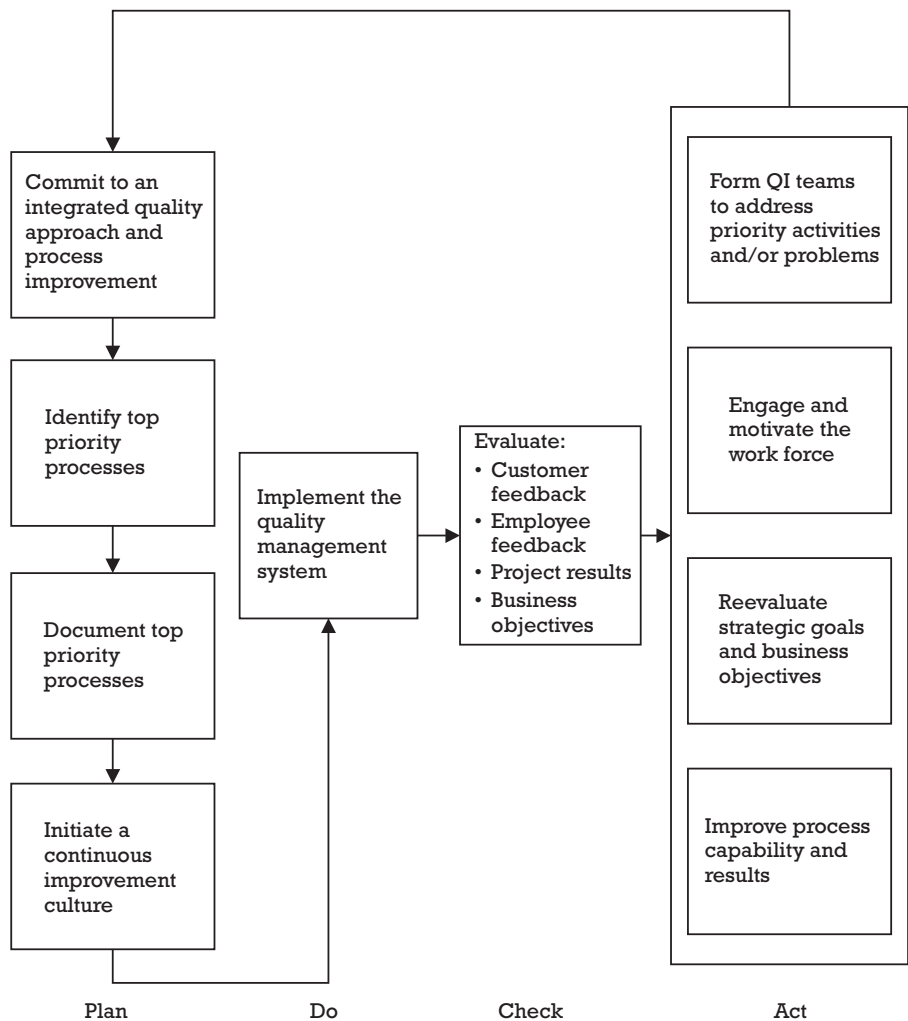 Commit to an
integrated quality
approach and
process
improvement
Identify top
priority
processes
Document top
priority
processes
Initiate a
continuous
improvement
culture
Implement the
quality
management
system
Evaluate:
• Customer
feedback
• Employee
feedback
• Project results
• Business
objectives
Form QI teams
to address
priority activities
and/or problems
Engage and
motivate the
work force
Reevaluate
strategic goals
and business
objectives
Improve process
capability and
results
Plan
Do
Check
Act